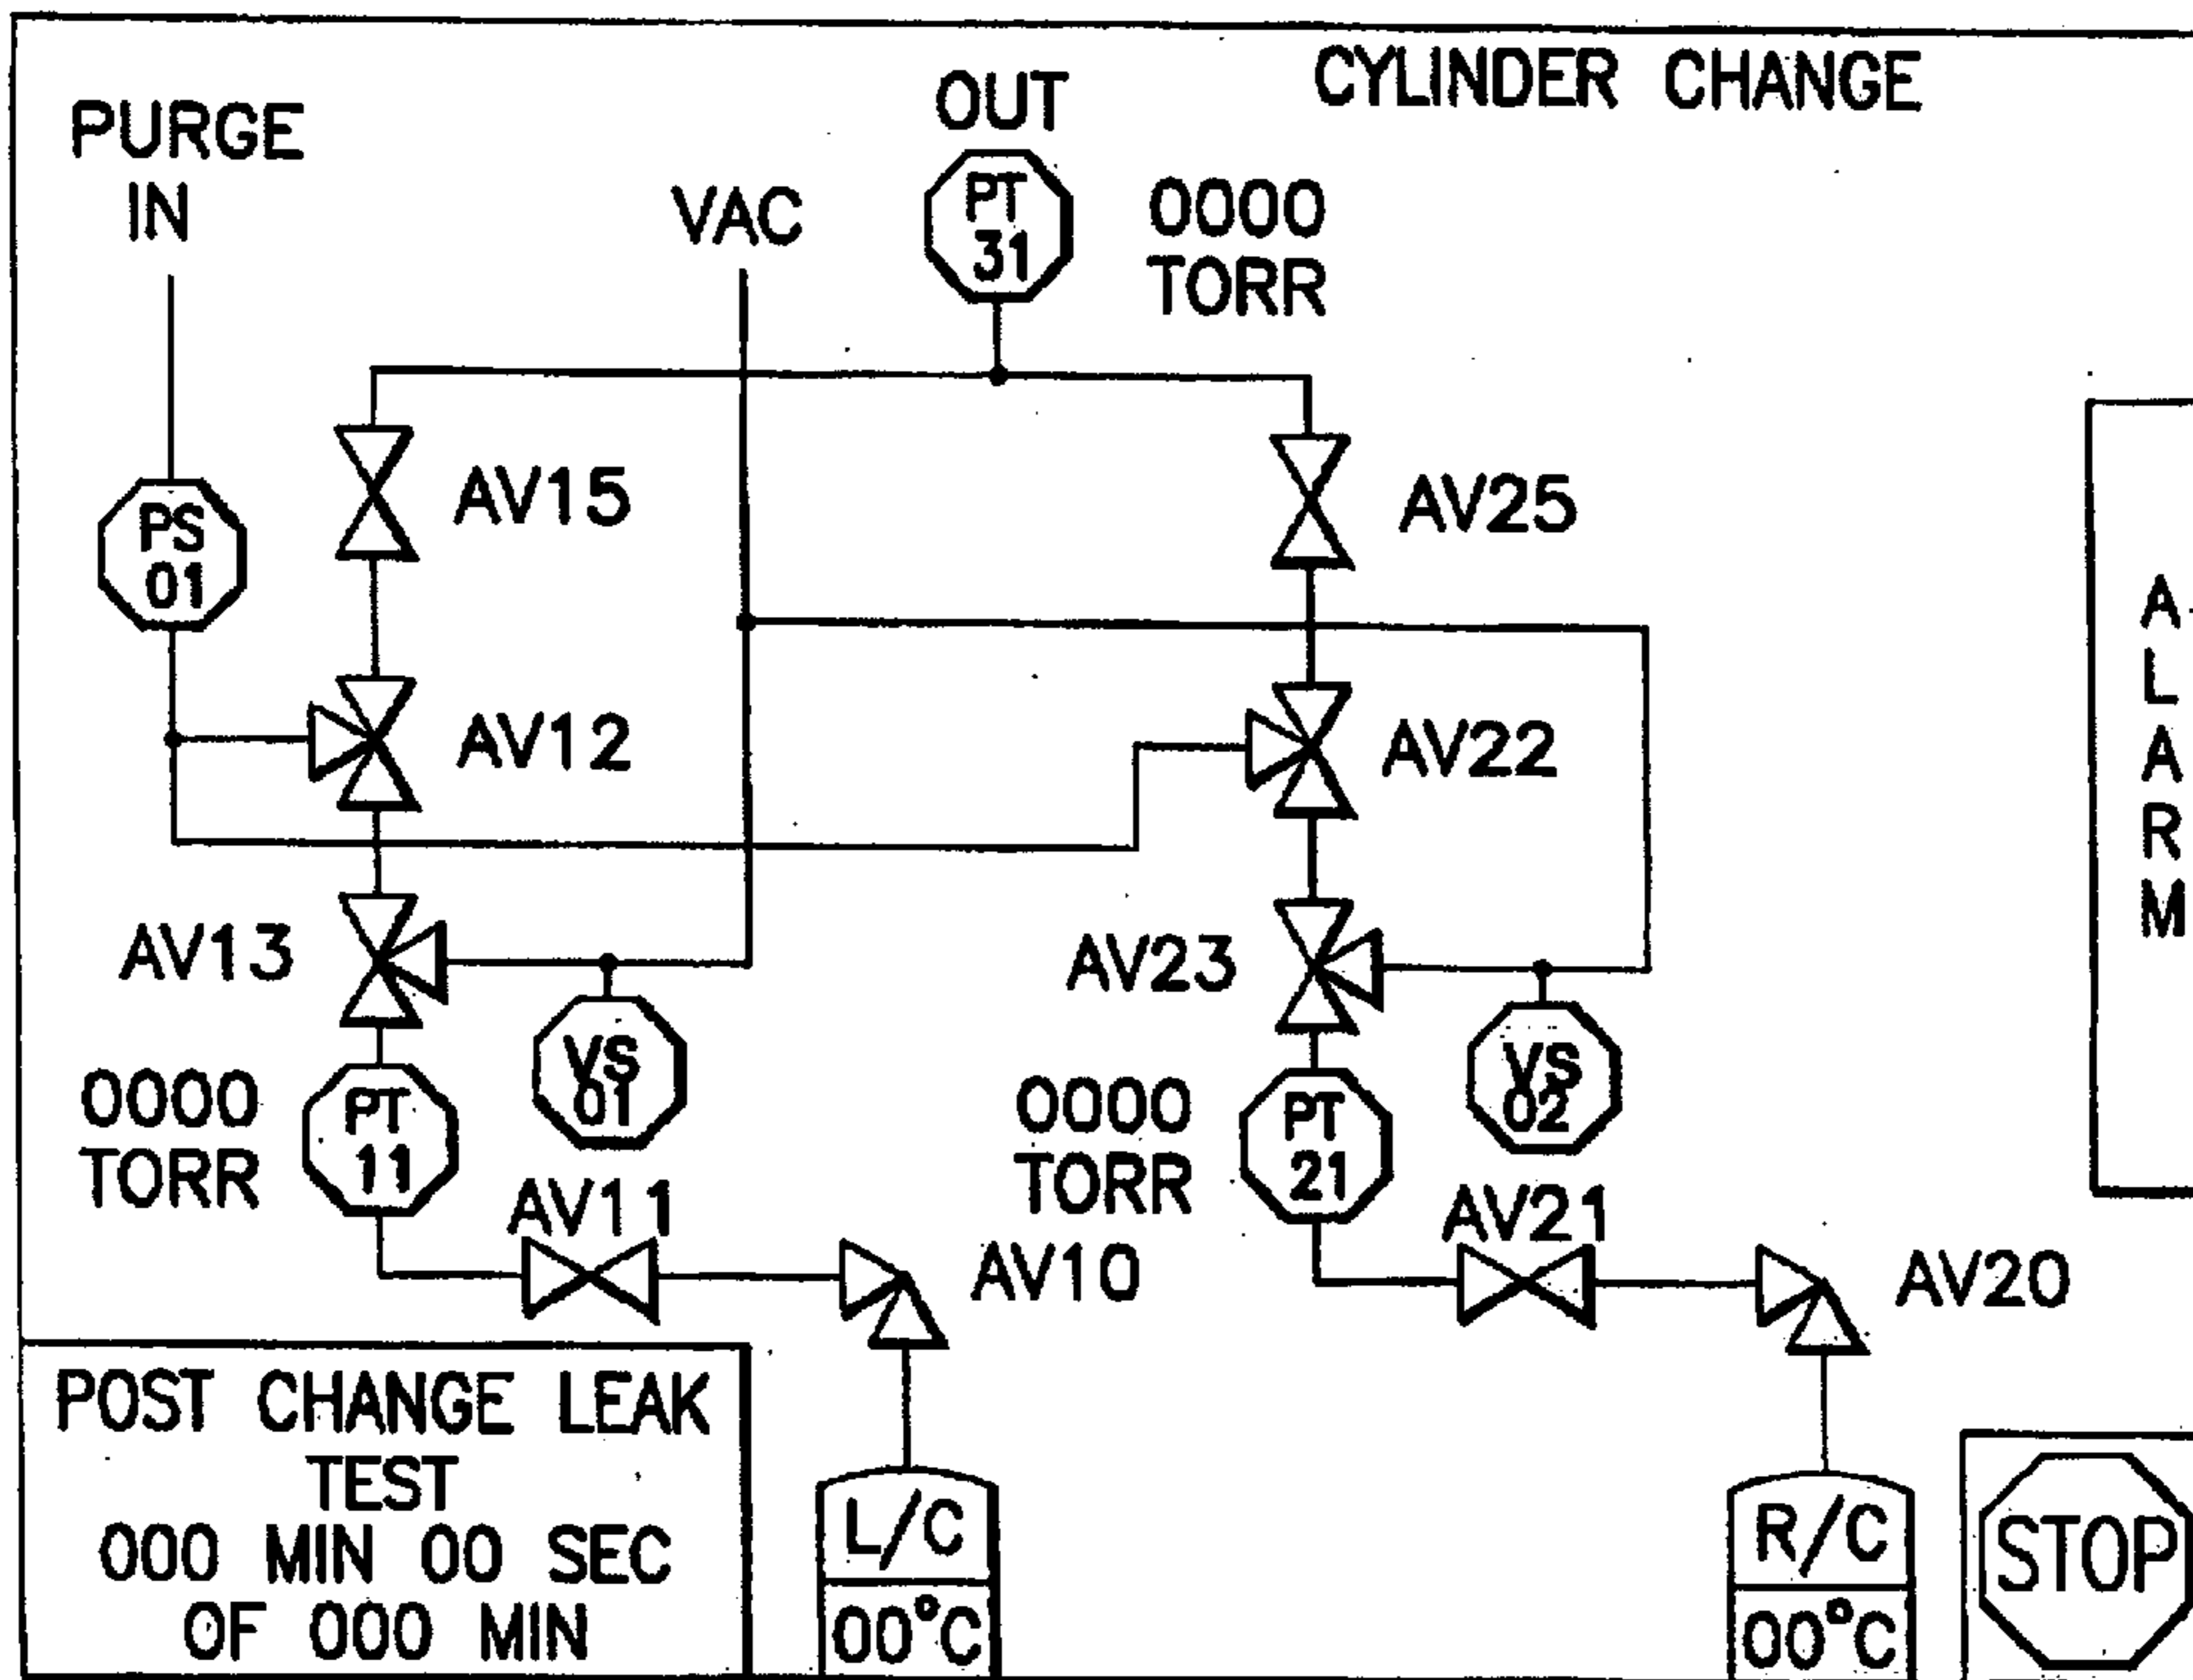 CYLINDER CHANGE
PURGE
IN
VAC
OUT
PT
31
0000
TORR
PS
01
AV15
AV25
AV12
AV22
AV13
AV23
VS
01
VS
02
0000
TORR
PT
11
0000
TORR
PT
21
AV11
AV10
AV21
AV20
A
L
A
R
M
POST CHANGE LEAK
TEST
000 MIN 00 SEC
OF 000 MIN
L/C
00°C
R/C
00°C
STOP